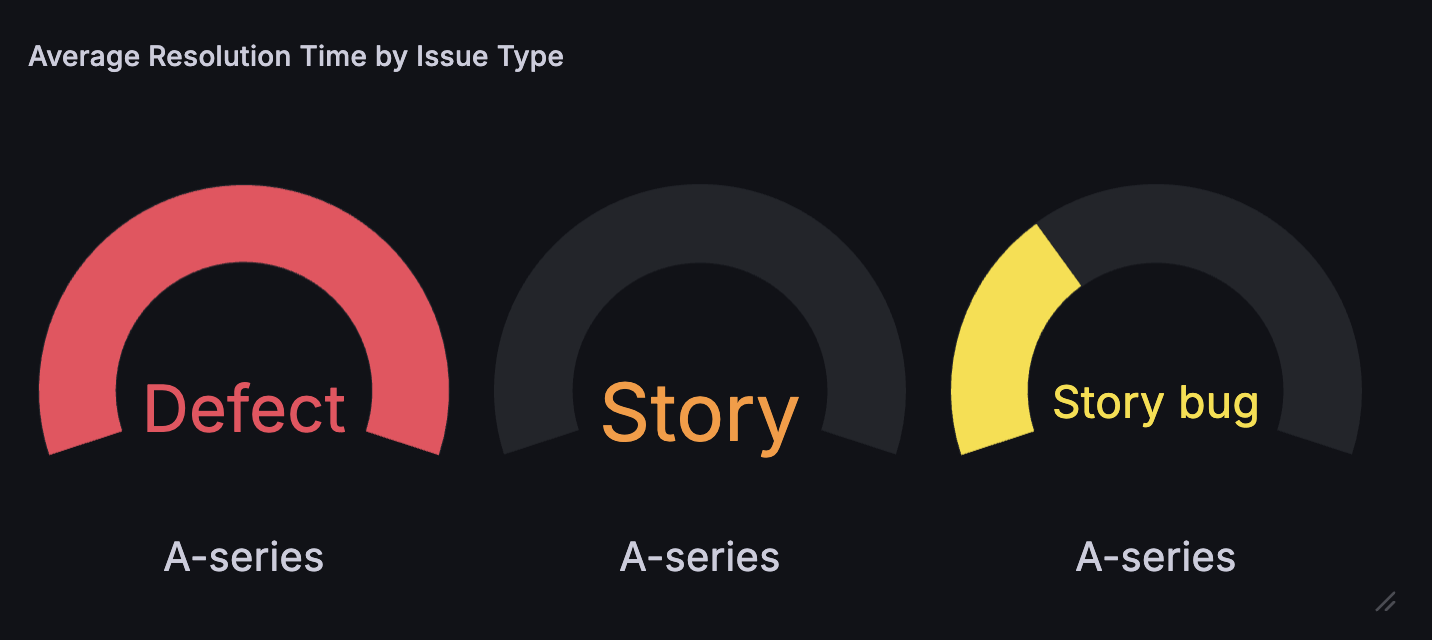 Average Resolution Time by Issue Type
Defect
Story
Story bug
A-series
A-series
A-series